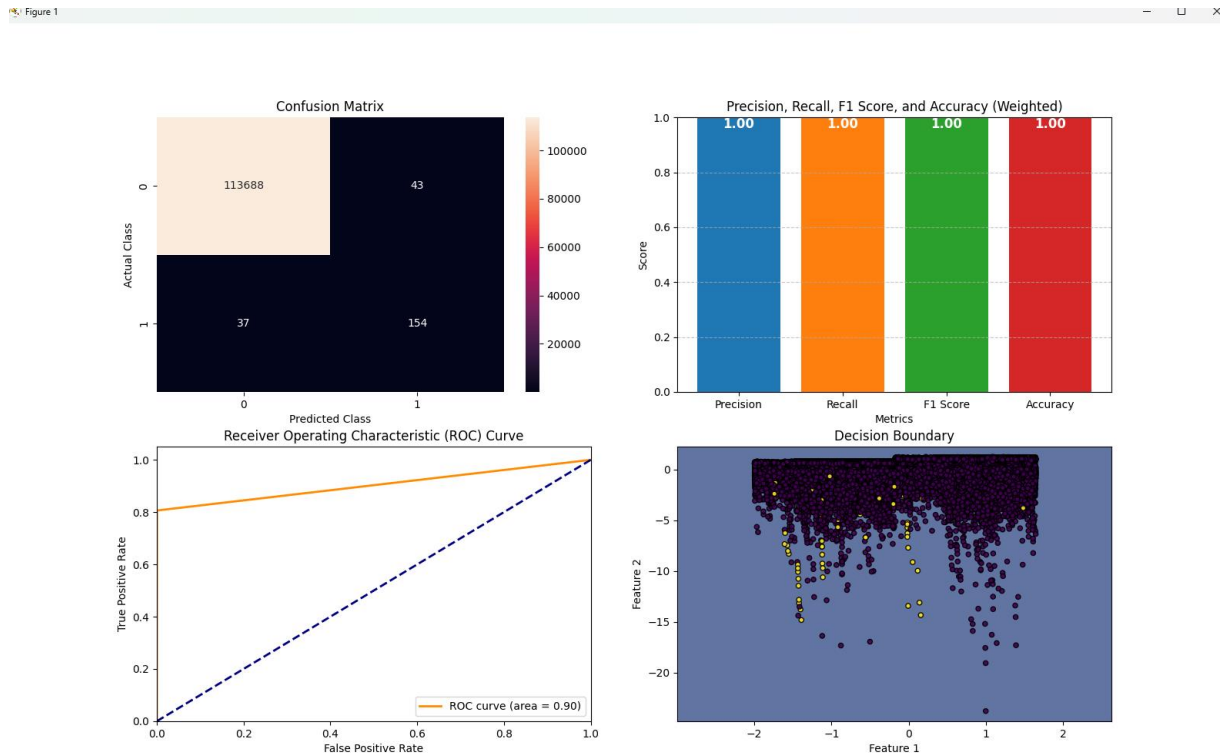 Figure 1
Confusion Matrix
Actual Class
0
1
113688
43
37
154
0
1
Predicted Class
100000
80000
60000
40000
20000
Precision, Recall, F1 Score, and Accuracy (Weighted)
Score
1.0
0.8
0.6
0.4
0.2
0.0
1.00
1.00
1.00
1.00
Precision
Recall
F1 Score
Accuracy
Metrics
Receiver Operating Characteristic (ROC) Curve
True Positive Rate
1.0
0.8
0.6
0.4
0.2
0.0
ROC curve (area = 0.90)
0.0
0.2
0.4
0.6
0.8
1.0
False Positive Rate
Decision Boundary
Feature 2
0
−5
−10
−15
−20
−2
−1
0
1
2
Feature 1